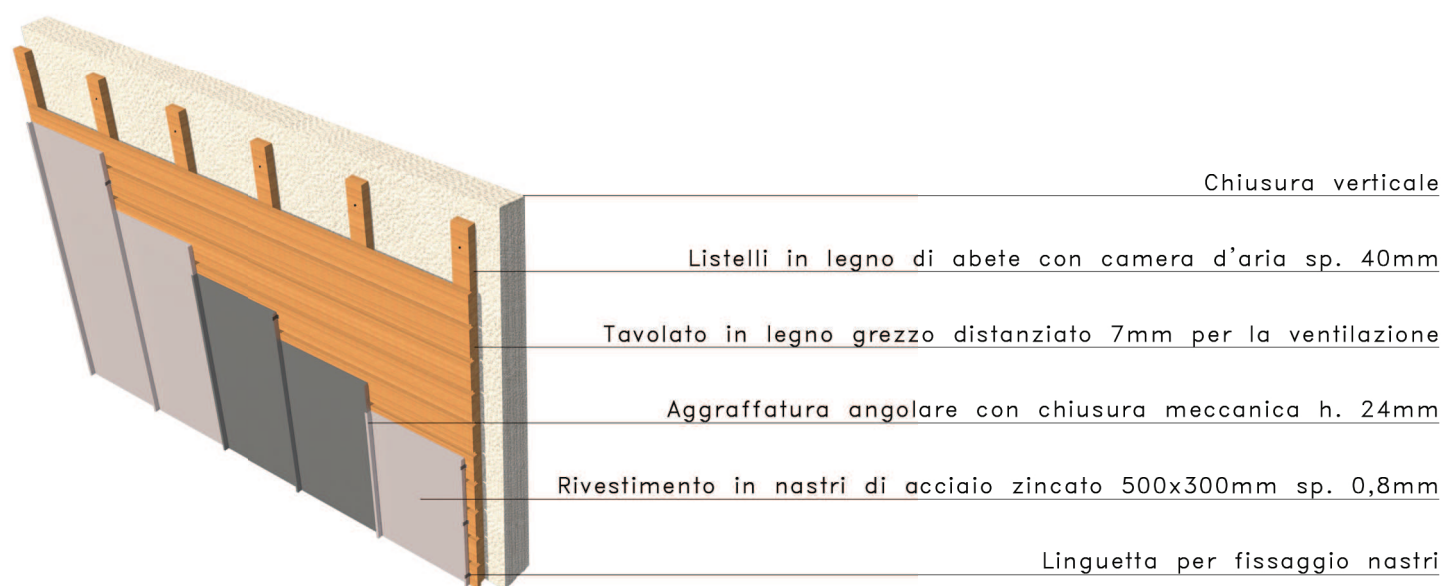 Chiusura verticale
Listelli in legno di abete con camera d'aria sp. 40mm
Tavolato in legno grezzo distanziato 7mm per la ventilazione
Aggraffatura angolare con chiusura meccanica h. 24mm
Rivestimento in nastri di acciaio zincato 500x300mm sp. 0,8mm
Linguetta per fissaggio nastri